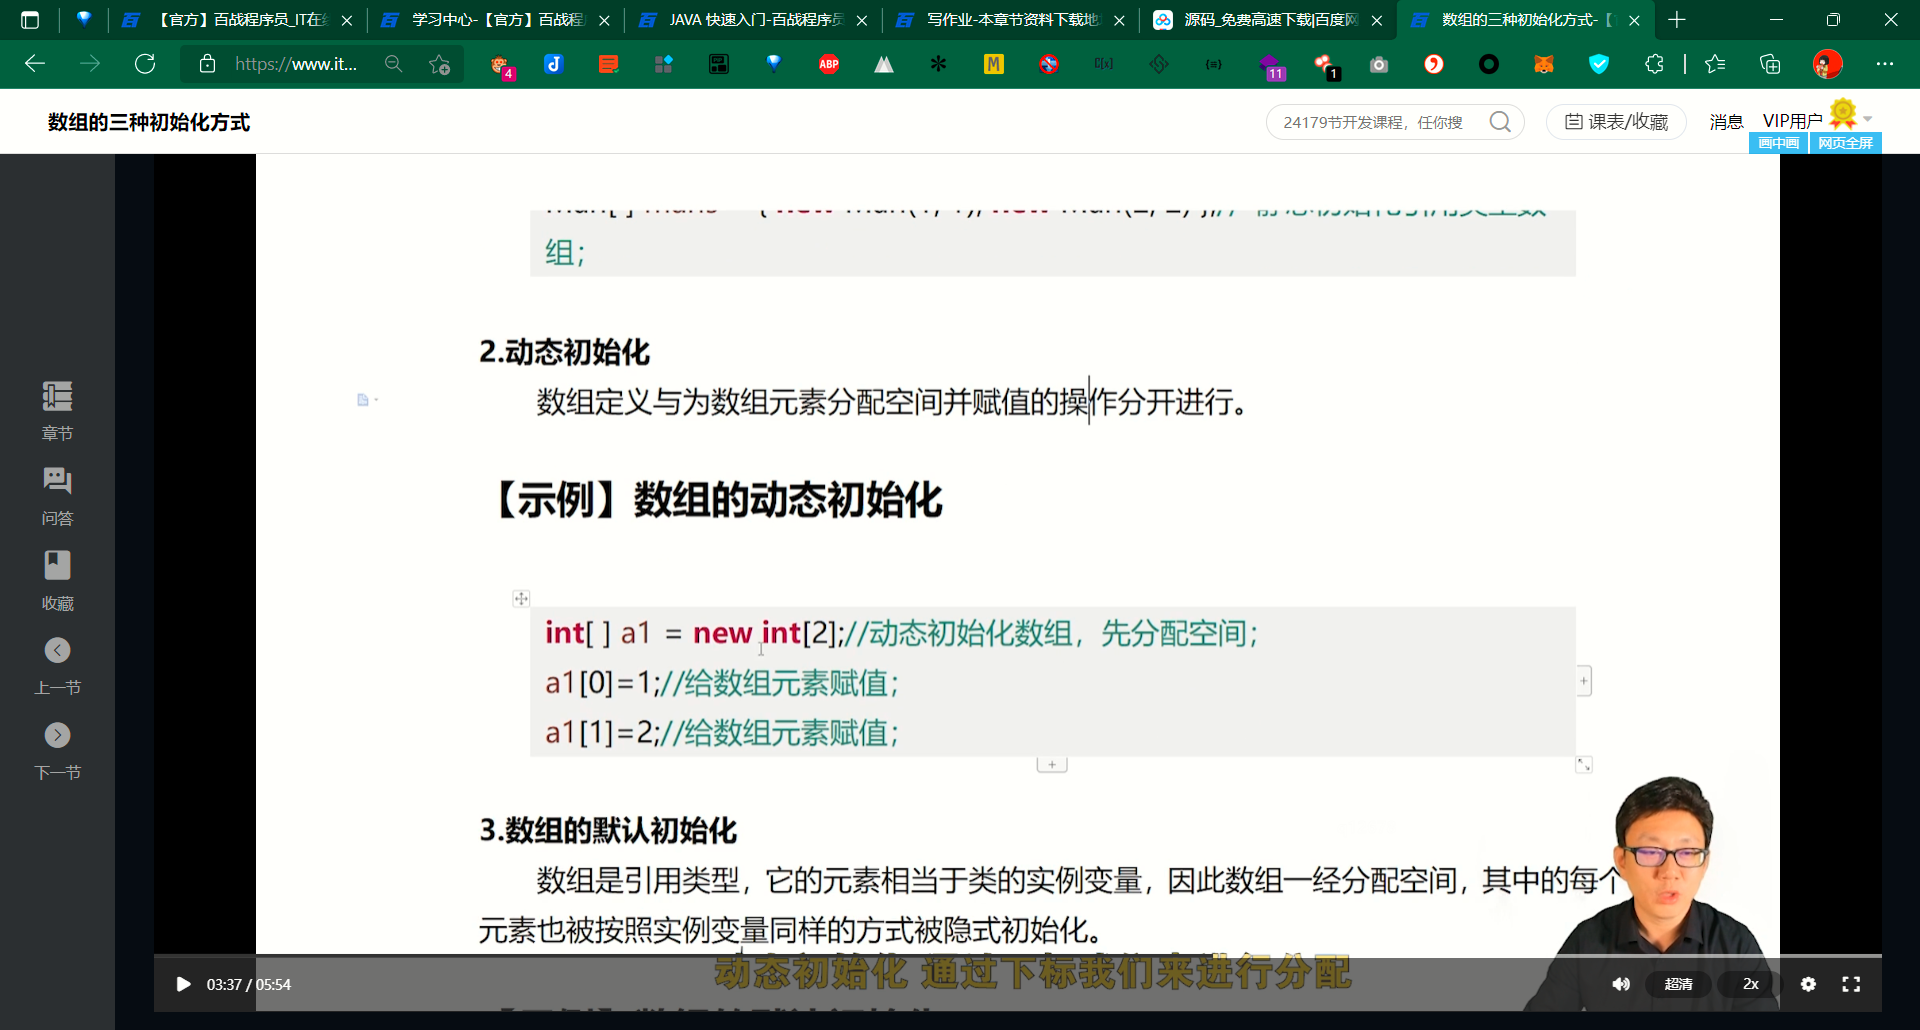 【官方】百战程序员_IT在线
学习中心-【官方】百战程
JAVA 快速入门-百战程序员
写作业-本章节资料下载地
源码_免费高速下载|百度网
数组的三种初始化方式-【
https://www.it...
4
ABP
M
11
1
数组的三种初始化方式
24179节开发课程，任你搜
课表/收藏
消息
VIP用户
画中画
网页全屏
章节
问答
收藏
上一节
下一节
组；
2.动态初始化
数组定义与为数组元素分配空间并赋值的操作分开进行。
【示例】数组的动态初始化
int[ ] a1 = new int[2];//动态初始化数组，先分配空间；
a1[0]=1;//给数组元素赋值；
a1[1]=2;//给数组元素赋值；
3.数组的默认初始化
数组是引用类型，它的元素相当于类的实例变量，因此数组一经分配空间，其中的每个
元素也被按照实例变量同样的方式被隐式初始化。
动态初始化 通过下标我们来进行分配
03:37 / 05:54
超清
2x